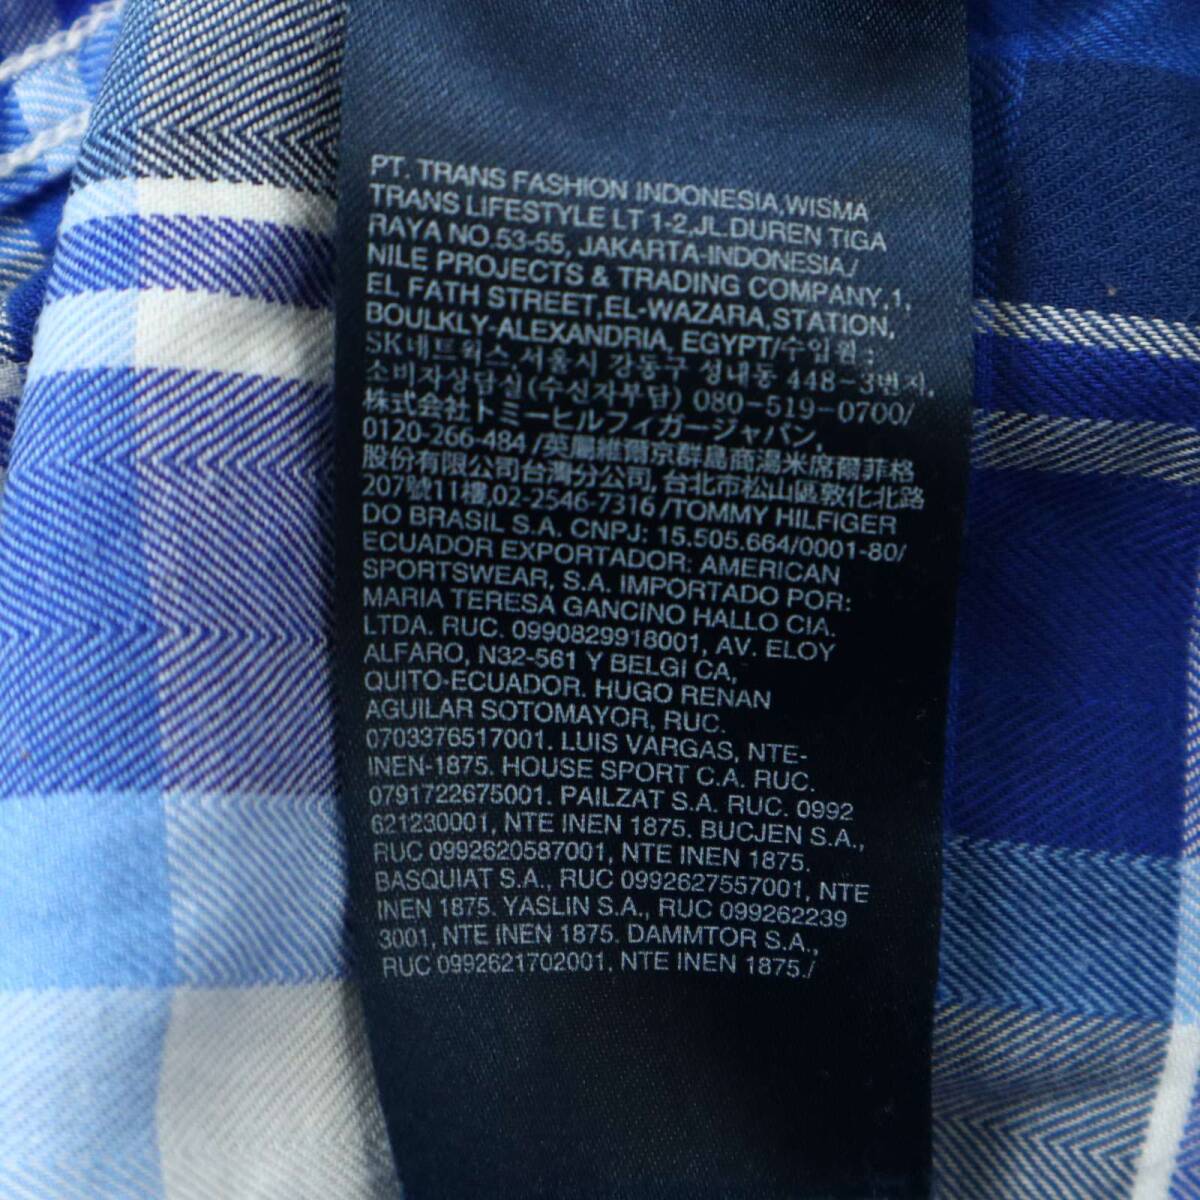 PT. TRANS FASHION INDONESIA,WISMA
TRANS LIFESTYLE LT 1-2,JL.DUREN TIGA
RAYA NO.53-55, JAKARTA-INDONESIA./
NILE PROJECTS & TRADING COMPANY,1,
EL FATH STREET,EL-WAZARA,STATION,
BOULKLY-ALEXANDRIA, EGYPT/수입원 :
SK네트웍스, 서울시 강동구 성내동 448-3번지,
소비자상담실(수신자부담) 080-519-0700/
株式会社トミーヒルフィガージャパン,
0120-266-484 /英屬維爾京群島商湯米席爾菲格
股份有限公司台灣分公司, 台北市松山區敦化北路
207號11樓,02-2546-7316 /TOMMY HILFIGER
DO BRASIL S.A. CNPJ: 15.505.664/0001-80/
ECUADOR EXPORTADOR: AMERICAN
SPORTSWEAR, S.A. IMPORTADO POR:
MARIA TERESA GANCINO HALLO CIA.
LTDA. RUC. 0990829918001, AV. ELOY
ALFARO, N32-561 Y BELGI CA,
QUITO-ECUADOR. HUGO RENAN
AGUILAR SOTOMAYOR, RUC.
0703376517001. LUIS VARGAS, NTE-
INEN-1875. HOUSE SPORT C.A. RUC.
0791722675001. PAILZAT S.A. RUC. 0992
621230001, NTE INEN 1875. BUCJEN S.A.,
RUC 0992620587001, NTE INEN 1875.
BASQUIAT S.A., RUC 0992627557001, NTE
INEN 1875. YASLIN S.A., RUC 099262239
3001, NTE INEN 1875. DAMMTOR S.A.,
RUC 0992621702001, NTE INEN 1875./